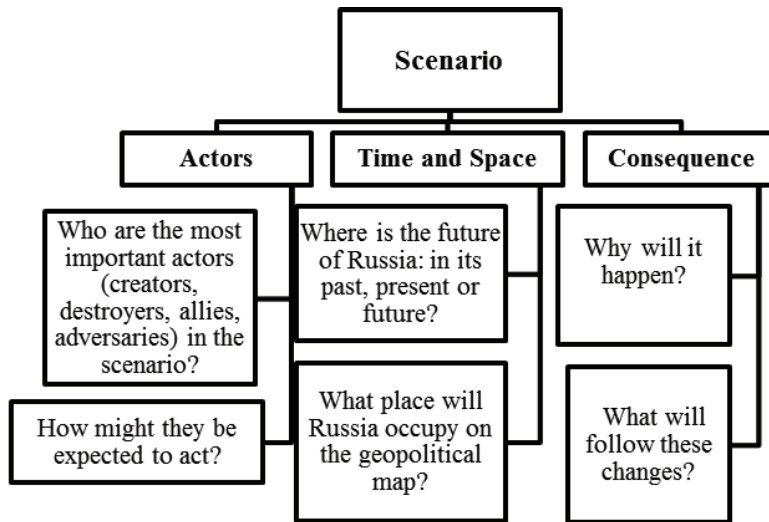 Scenario
Actors
Time and Space
Consequence
Who are the most
important actors
(creators,
destroyers, allies,
adversaries) in the
scenario?
How might they be
expected to act?
Where is the future
of Russia: in its
past, present or
future?
What place will
Russia occupy on
the geopolitical
map?
Why will it
happen?
What will
follow these
changes?